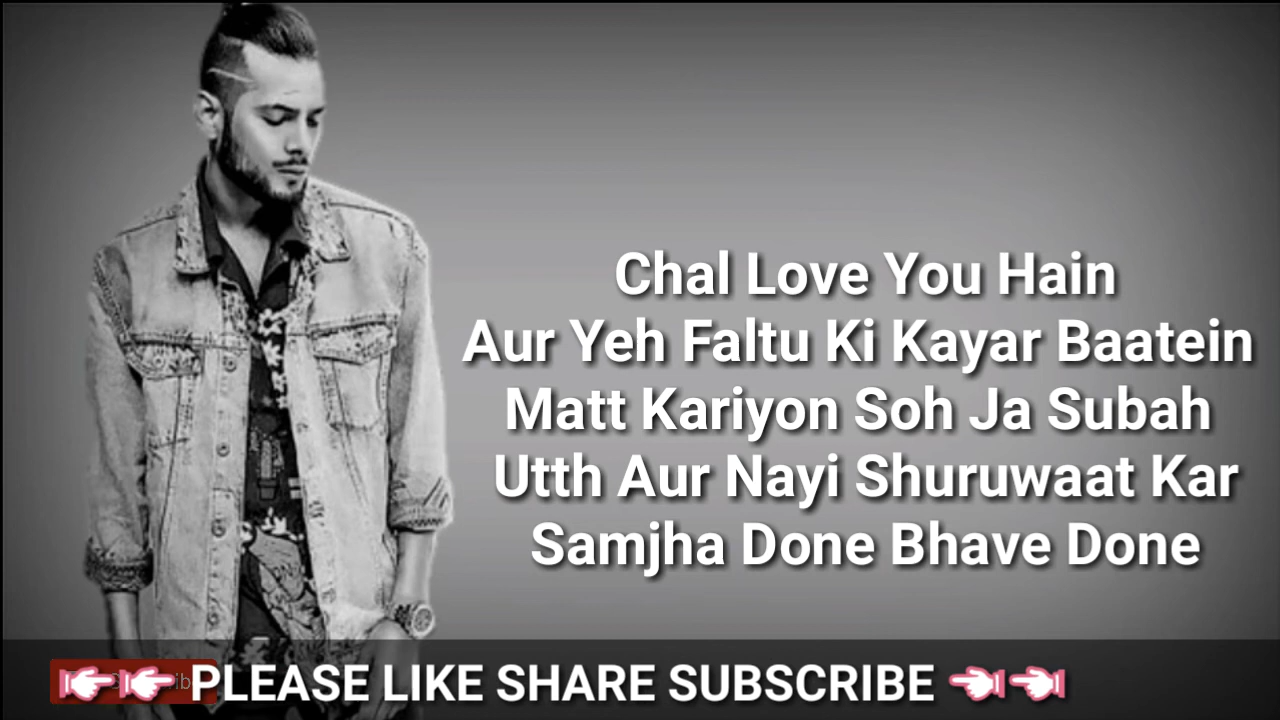 Chal Love You Hain
Aur Yeh Faltu Ki Kayar Baatein
Matt Kariyon Soh Ja Subah
Utth Aur Nayi Shuruwaat Kar
Samjha Done Bhave Done
PLEASE LIKE SHARE SUBSCRIBE